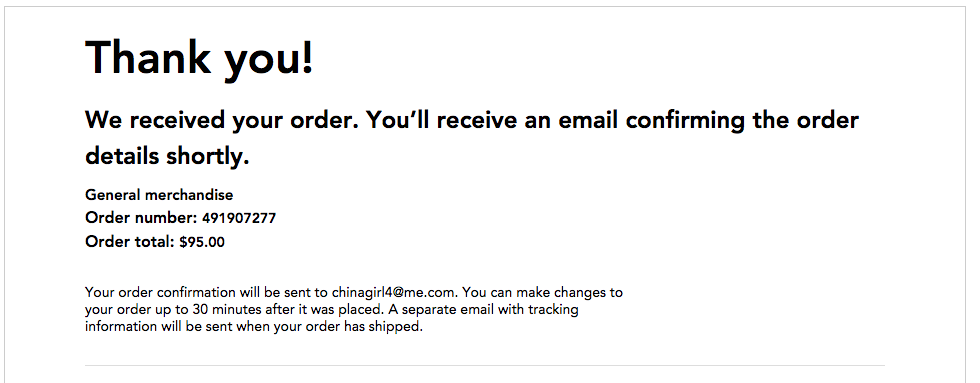 Thank you!
We received your order. You’ll receive an email confirming the order
details shortly.
General merchandise
Order number: 491907277
Order total: $95.00
Your order confirmation will be sent to chinagirl4@me.com. You can make changes to
your order up to 30 minutes after it was placed. A separate email with tracking
information will be sent when your order has shipped.